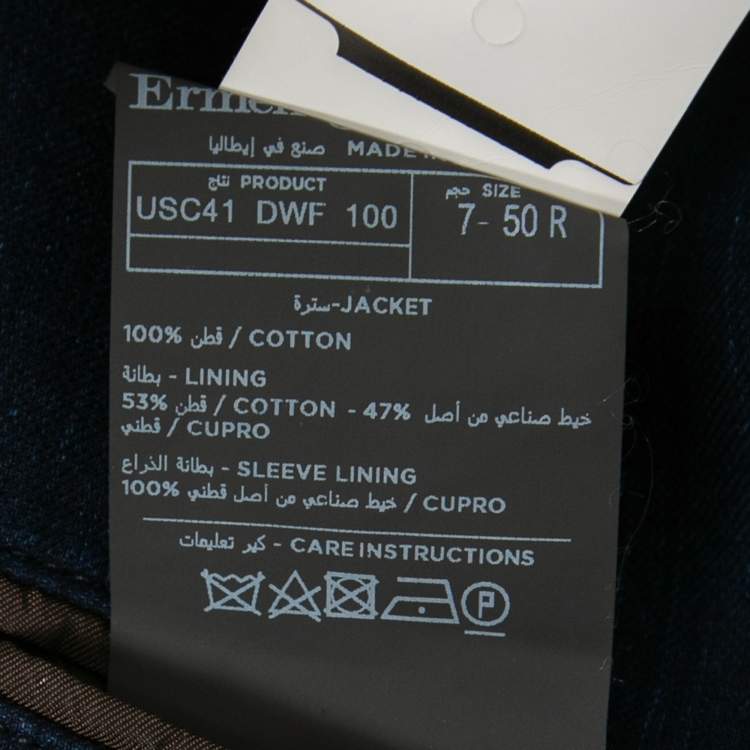 صنع في إيطاليا MADE
نتاج PRODUCT
USC41 DWF 100
حجم SIZE
7- 50 R
سترة-JACKET
100% قطن / COTTON
بطانة - LINING
53% قطن / COTTON - 47% خيط صناعي من أصل
قطني / CUPRO
بطانة الذراع - SLEEVE LINING
100% خيط صناعي من أصل قطني / CUPRO
كير تعليمات - CARE INSTRUCTIONS
P